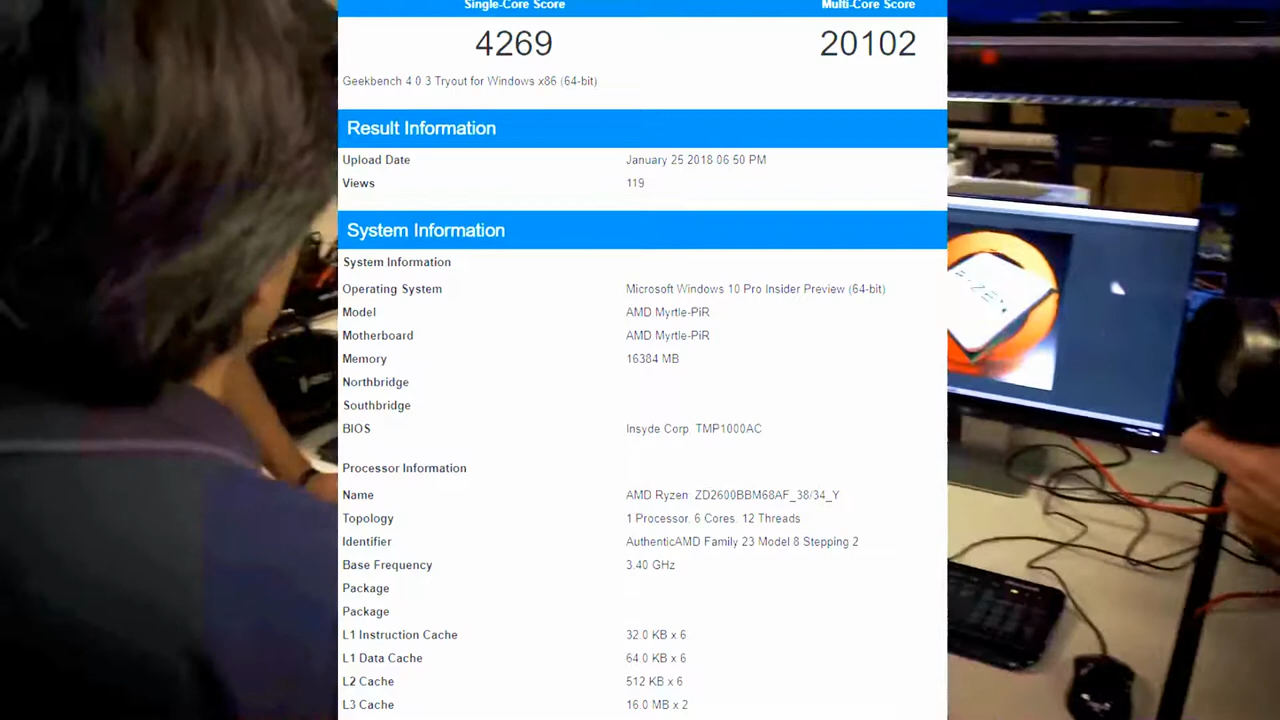 Single-Core Score Multi-Core Score
4269 20102
Geekbench 4 0 3 Tryout for Windows x86 (64-bit)
Result Information
Upload Date January 25 2018 06 50 PM
Views 119
System Information
System Information
Operating System Microsoft Windows 10 Pro Insider Preview (64-bit)
Model AMD Myrtle-PiR
Motherboard AMD Myrtle-PiR
Memory 16384 MB
Northbridge
Southbridge
BIOS Insyde Corp. TMP1000AC
Processor Information
Name AMD Ryzen ZD2600BBM68AF_38/34_Y
Topology 1 Processor. 6 Cores. 12 Threads
Identifier AuthenticAMD Family 23 Model 8 Stepping 2
Base Frequency 3.40 GHz
Package
Package
L1 Instruction Cache 32.0 KB x 6
L1 Data Cache 64.0 KB x 6
L2 Cache 512 KB x 6
L3 Cache 16.0 MB x 2
RYZEN